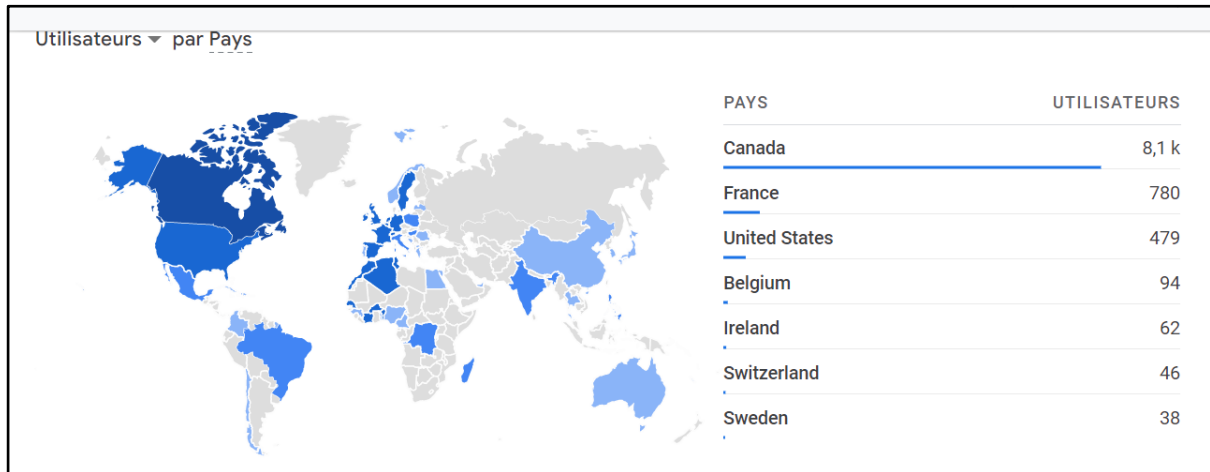 Utilisateurs par Pays
PAYS UTILISATEURS
Canada 8,1 k
France 780
United States 479
Belgium 94
Ireland 62
Switzerland 46
Sweden 38